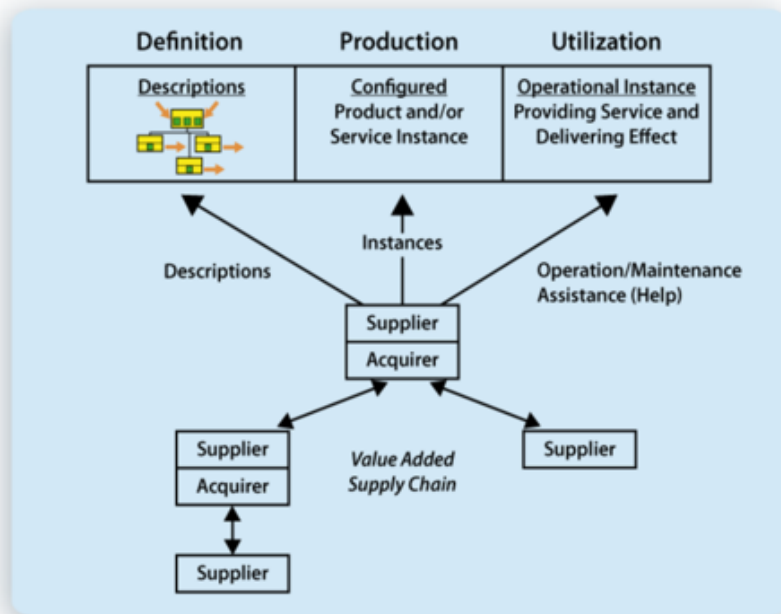 Definition
Production
Utilization
Descriptions
Configured
Product and/or
Service Instance
Operational Instance
Providing Service and
Delivering Effect
Descriptions
Instances
Operation/Maintenance
Assistance (Help)
Supplier
Acquirer
Supplier
Acquirer
Value Added
Supply Chain
Supplier
Supplier